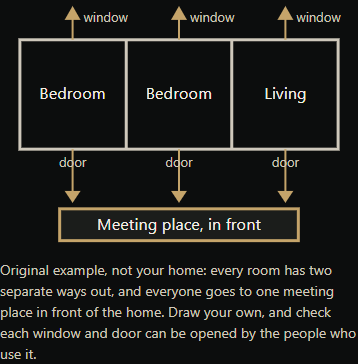 window window window
Bedroom Bedroom Living
door door door
Meeting place, in front
Original example, not your home: every room has two
separate ways out, and everyone goes to one meeting
place in front of the home. Draw your own, and check
each window and door can be opened by the people who
use it.